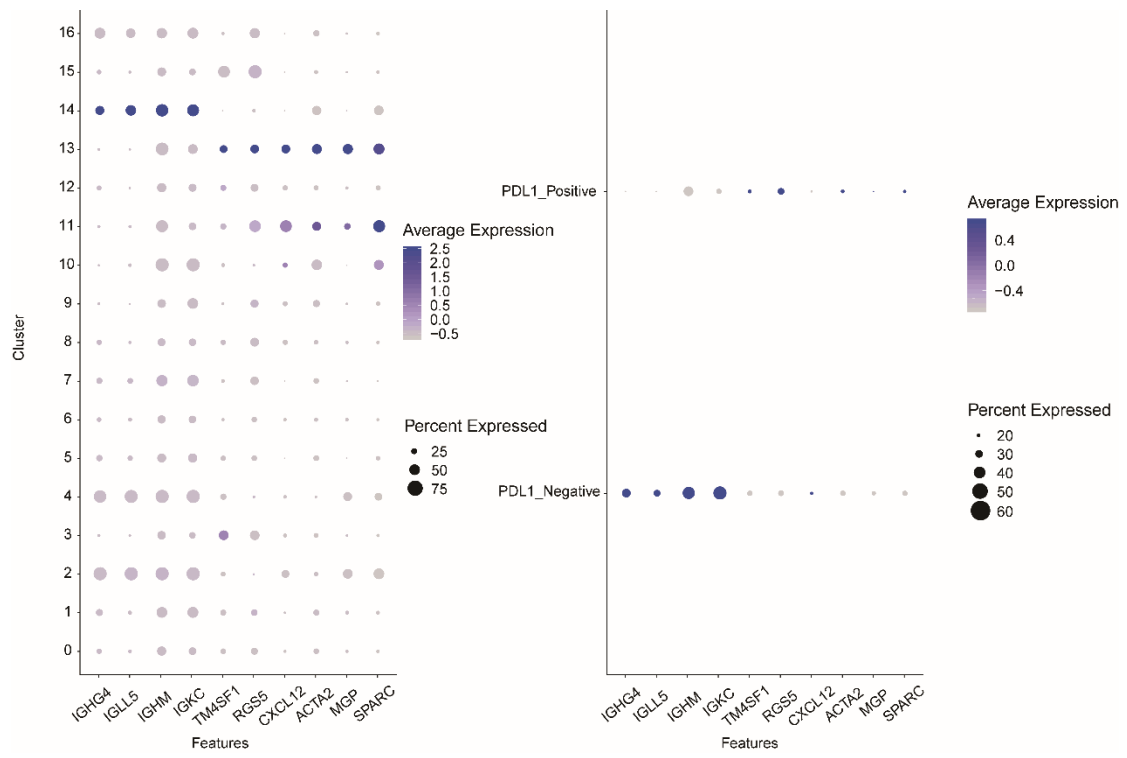 16
15
14
13
12
11
10
9
8
7
6
5
4
3
2
1
0
Cluster
IGHG4
IGLL5
IGHM
IGKC
TM4SF1
RGS5
CXCL12
ACTA2
MGP
SPARC
Features
Average Expression
2.5
2.0
1.5
1.0
0.5
0.0
−0.5
Percent Expressed
25
50
75
PDL1_Positive
PDL1_Negative
IGHG4
IGLL5
IGHM
IGKC
TM4SF1
RGS5
CXCL12
ACTA2
MGP
SPARC
Features
Average Expression
0.4
0.0
−0.4
Percent Expressed
20
30
40
50
60